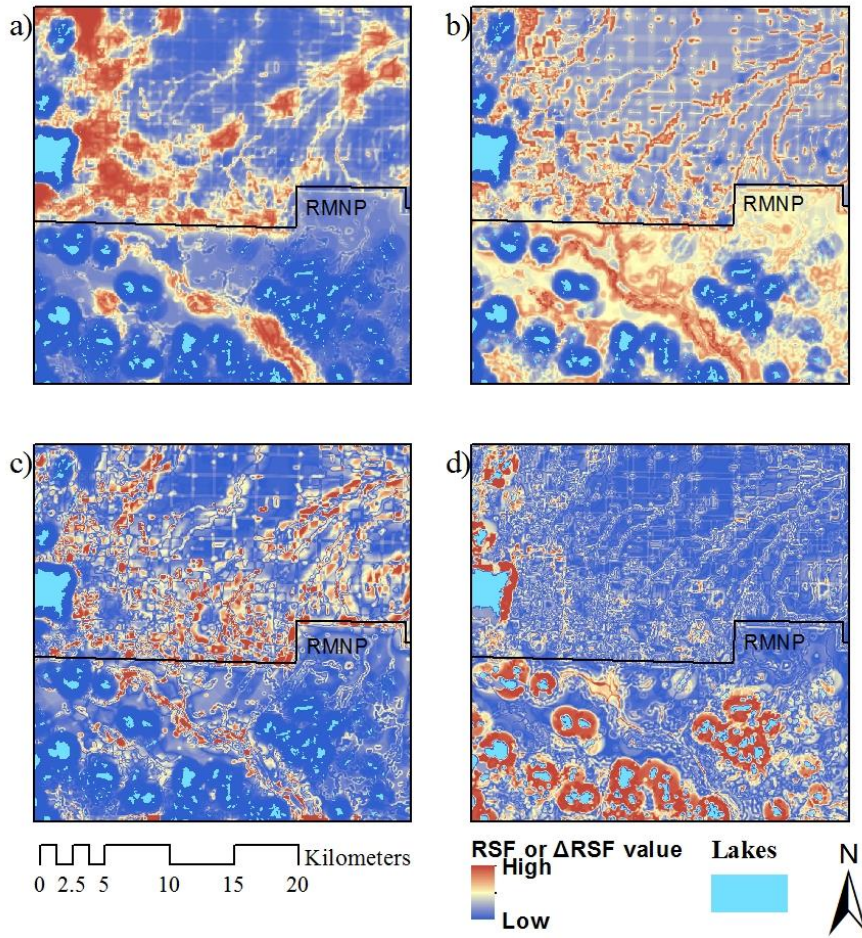 a)
b)
RMNP
RMNP
c)
d)
RMNP
RMNP
Kilometers
0 2.5 5 10 15 20
RSF or ΔRSF value
High
Low
Lakes
N